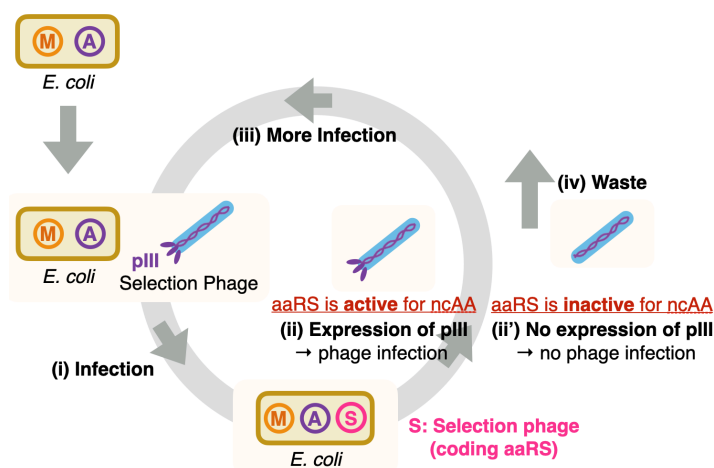 M A
E. coli
(iii) More Infection
(iv) Waste
M A
E. coli
pIII
Selection Phage
aaRS is active for ncAA
(ii) Expression of pIII
→ phage infection
aaRS is inactive for ncAA
(ii') No expression of pIII
→ no phage infection
(i) Infection
M A S
E. coli
S: Selection phage
(coding aaRS)